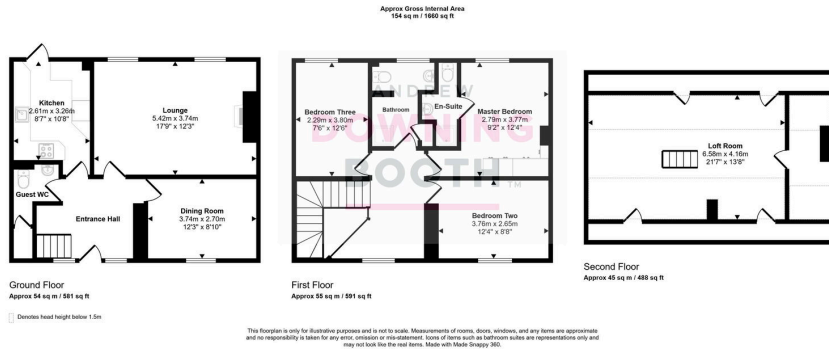 Approx Gross Internal Area
154 sq m / 1660 sq ft
Kitchen
2.61m x 3.26m
8'7" x 10'8"
Lounge
5.42m x 3.74m
17'9" x 12'3"
Guest WC
Entrance Hall
Dining Room
3.74m x 2.70m
12'3" x 8'10"
Ground Floor
Approx 54 sq m / 581 sq ft
Denotes head height below 1.5m
Bedroom Three
2.29m x 3.80m
7'6" x 12'6"
Bathroom
En-Suite
Master Bedroom
2.79m x 3.77m
9'2" x 12'4"
ANDREW
DOWNING
BOOTH
TM
Bedroom Two
3.76m x 2.65m
12'4" x 8'8"
First Floor
Approx 55 sq m / 591 sq ft
Loft Room
6.58m x 4.16m
21'7" x 13'8"
Second Floor
Approx 45 sq m / 488 sq ft
This floorplan is only for illustrative purposes and is not to scale. Measurements of rooms, doors, windows, and any items are approximate
and no responsibility is taken for any error, omission or mis-statement. Icons of items such as bathroom suites are representations only and
may not look like the real items. Made with Made Snappy 360.